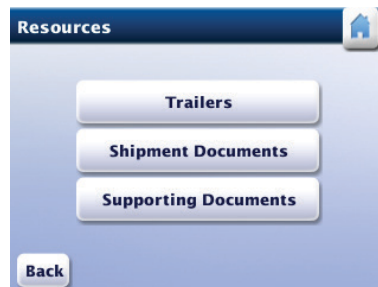 Resources
Trailers
Shipment Documents
Supporting Documents
Back